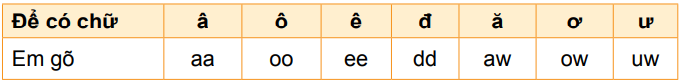 Để có chữ â ô ê đ ă ơ ư
Em gõ aa oo ee dd aw ow uw